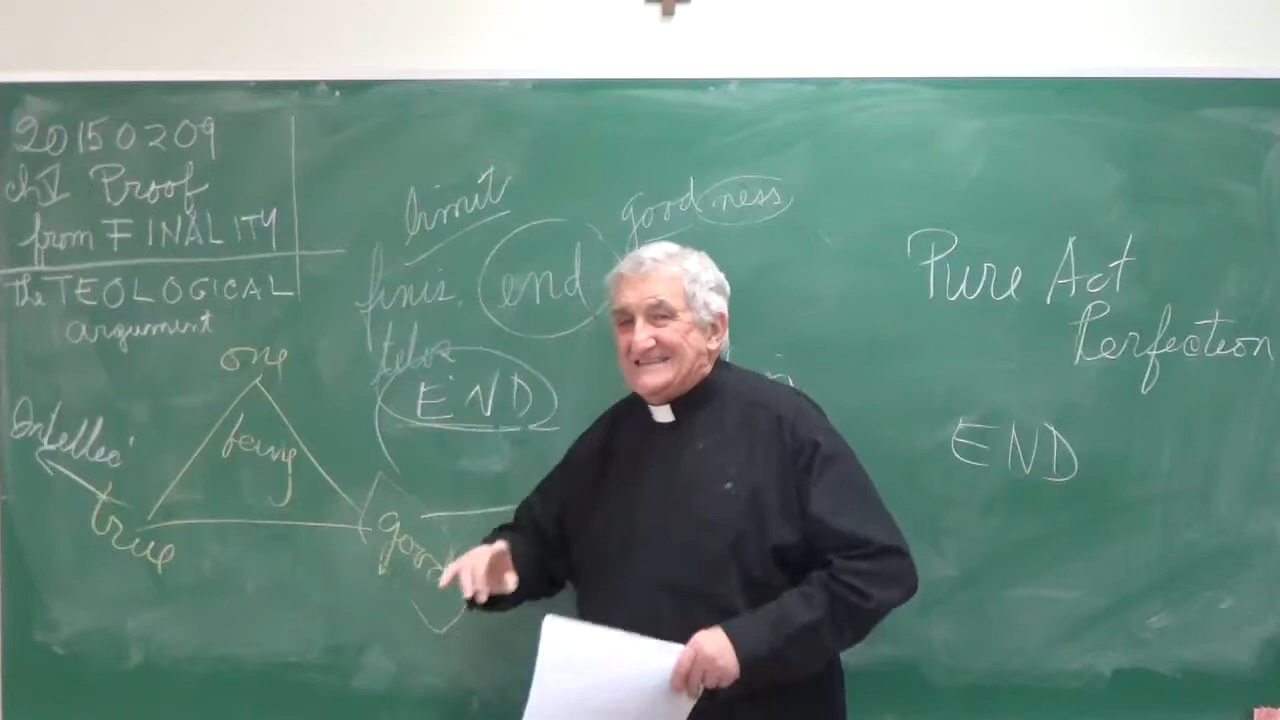 20150209
ch V Proof
from FINALITY
the TEOLOGICAL
argument
limit
goodness
finis, end
telos
END
Pure Act
Perfection
END
one
being
true
good